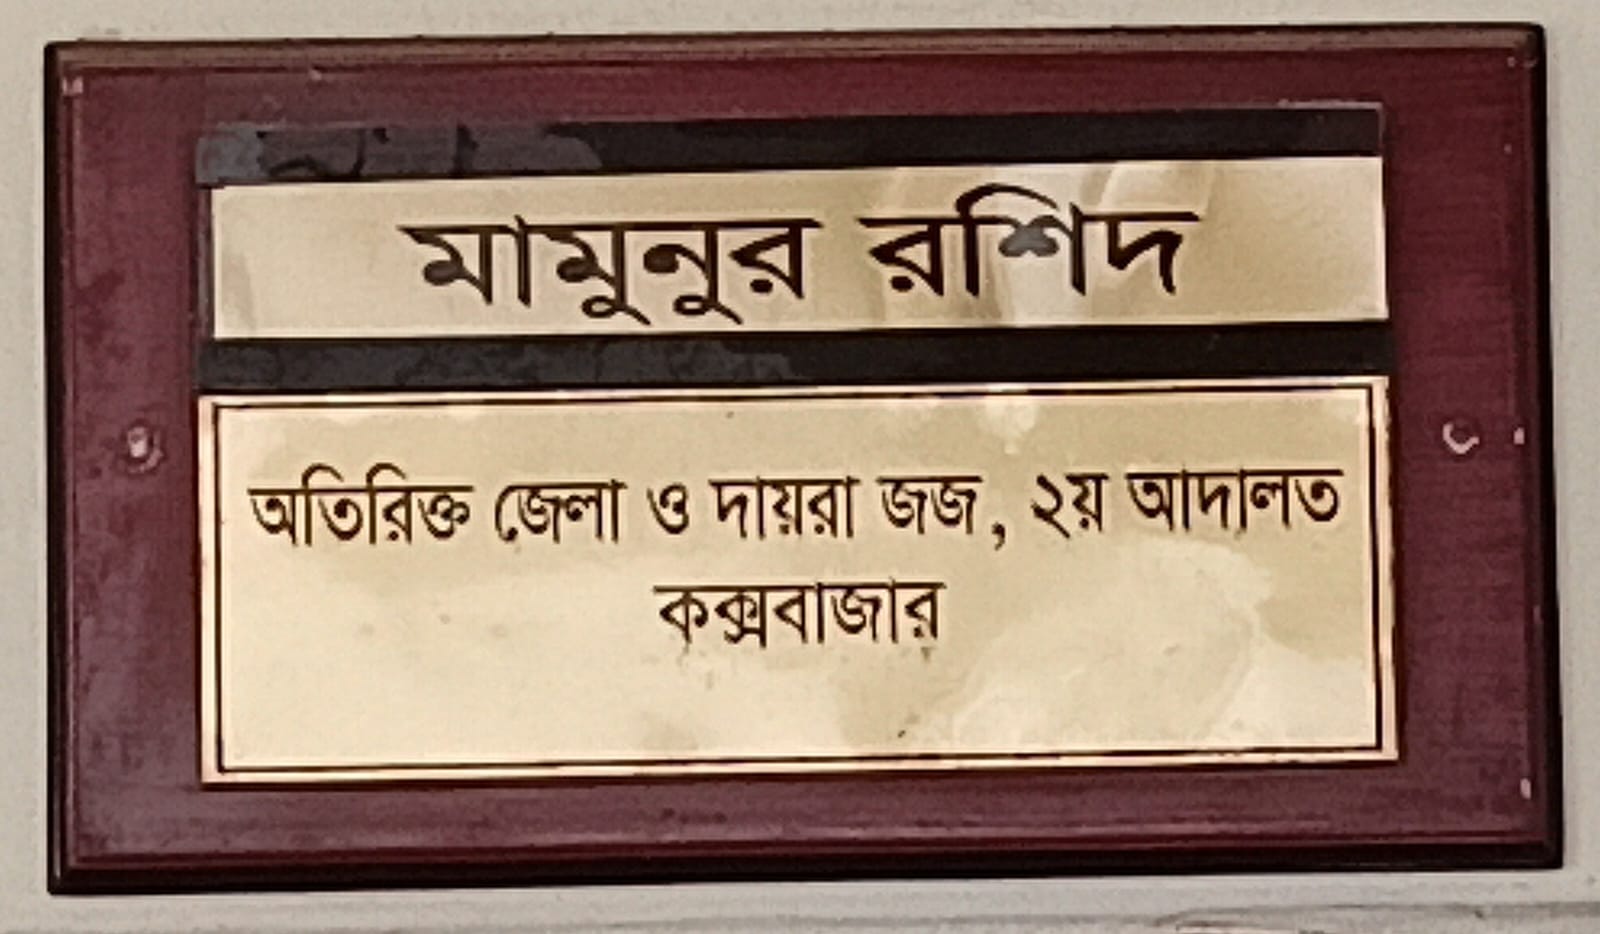 মামুনুর রশিদ
অতিরিক্ত জেলা ও দায়রা জজ, ২য় আদালত
কক্সবাজার